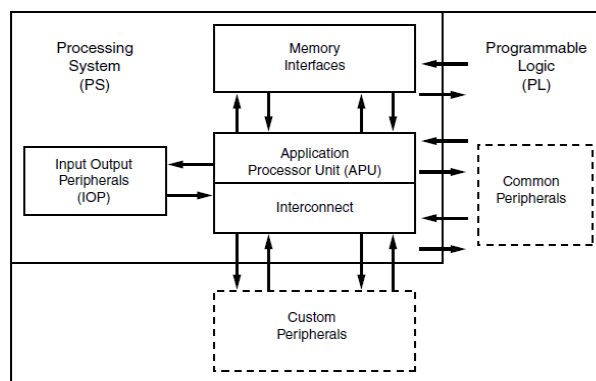 Processing
System
(PS)
Memory
Interfaces
Programmable
Logic
(PL)
Input Output
Peripherals
(IOP)
Application
Processor Unit (APU)
Interconnect
Common
Peripherals
Custom
Peripherals